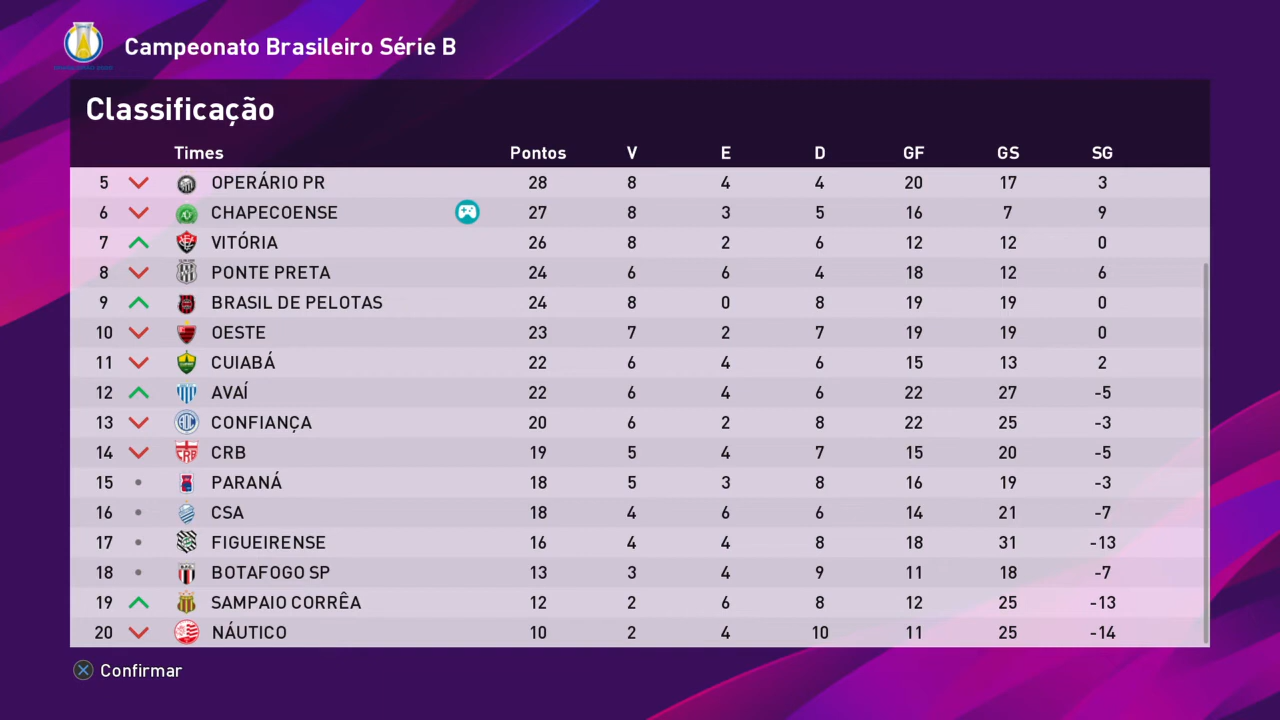 Campeonato Brasileiro Série B
Classificação
Times Pontos V E D GF GS SG
5 OPERÁRIO PR 28 8 4 4 20 17 3
6 CHAPECOENSE 27 8 3 5 16 7 9
7 VITÓRIA 26 8 2 6 12 12 0
8 PONTE PRETA 24 6 6 4 18 12 6
9 BRASIL DE PELOTAS 24 8 0 8 19 19 0
10 OESTE 23 7 2 7 19 19 0
11 CUIABÁ 22 6 4 6 15 13 2
12 AVAÍ 22 6 4 6 22 27 -5
13 CONFIANÇA 20 6 2 8 22 25 -3
14 CRB 19 5 4 7 15 20 -5
15 PARANÁ 18 5 3 8 16 19 -3
16 CSA 18 4 6 6 14 21 -7
17 FIGUEIRENSE 16 4 4 8 18 31 -13
18 BOTAFOGO SP 13 3 4 9 11 18 -7
19 SAMPAIO CORRÊA 12 2 6 8 12 25 -13
20 NÁUTICO 10 2 4 10 11 25 -14
Confirmar